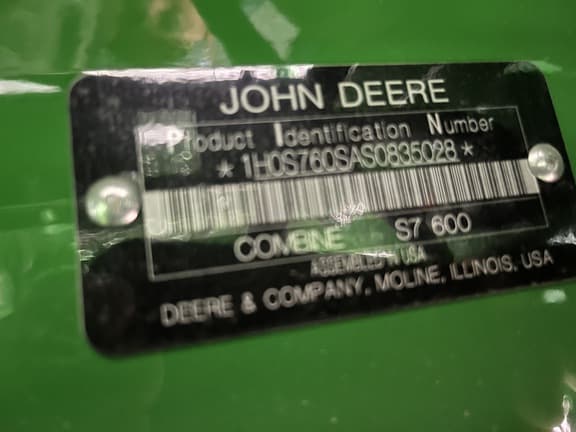 JOHN DEERE
Product Identification Number
*1H0S760SAS0835028*
COMBINE S7 600
ASSEMBLED IN USA
DEERE & COMPANY, MOLINE, ILLINOIS, USA